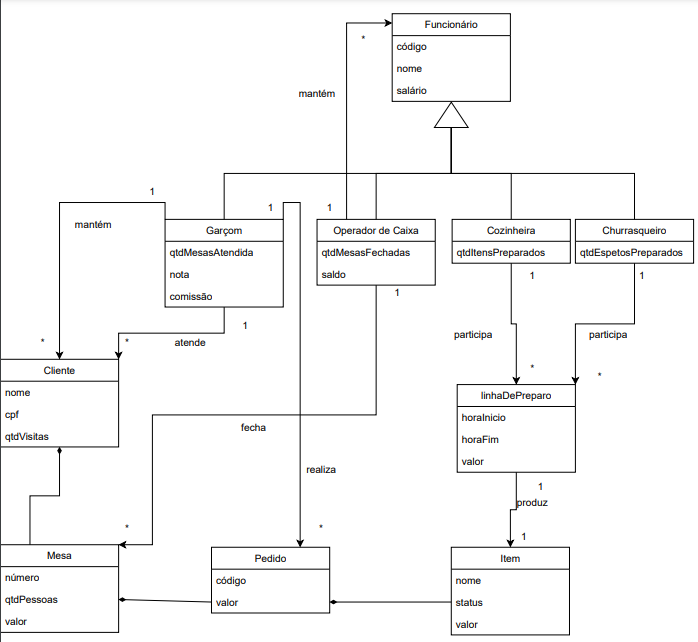 Funcionário
código
nome
salário
*
mantém
1
mantém
*
Garçom
qtdMesasAtendida
nota
comissão
1
1
Operador de Caixa
qtdMesasFechadas
saldo
1
Cozinheira
qtdItensPreparados
1
Churrasqueiro
qtdEspetosPreparados
1
1
*
atende
participa
*
participa
*
Cliente
nome
cpf
qtdVisitas
linhaDePreparo
horaInicio
horaFim
valor
fecha
realiza
*
*
1
produz
1
Mesa
número
qtdPessoas
valor
Pedido
código
valor
Item
nome
status
valor